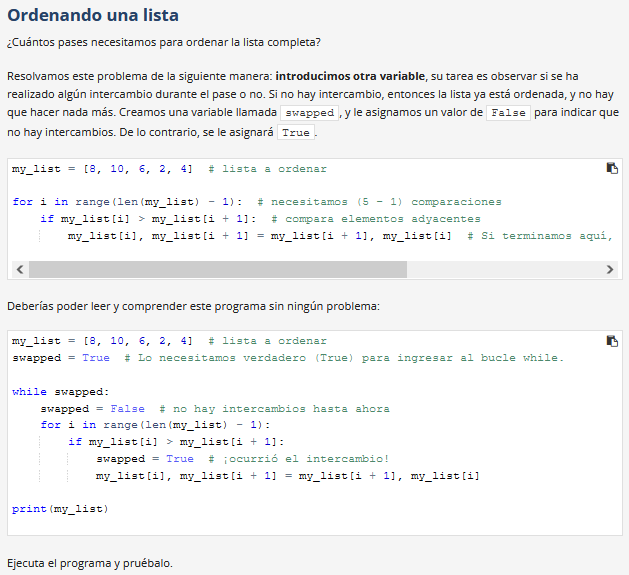 Ordenando una lista
¿Cuántos pases necesitamos para ordenar la lista completa?
Resolvamos este problema de la siguiente manera: introducimos otra variable, su tarea es observar si se ha
realizado algún intercambio durante el pase o no. Si no hay intercambio, entonces la lista ya está ordenada, y no hay
que hacer nada más. Creamos una variable llamada swapped , y le asignamos un valor de False para indicar que
no hay intercambios. De lo contrario, se le asignará True .
my_list = [8, 10, 6, 2, 4]  # lista a ordenar
for i in range(len(my_list) - 1):  # necesitamos (5 - 1) comparaciones
    if my_list[i] > my_list[i + 1]:  # compara elementos adyacentes
        my_list[i], my_list[i + 1] = my_list[i + 1], my_list[i]  # Si terminamos aquí,
Deberías poder leer y comprender este programa sin ningún problema:
my_list = [8, 10, 6, 2, 4]  # lista a ordenar
swapped = True  # Lo necesitamos verdadero (True) para ingresar al bucle while.
while swapped:
    swapped = False  # no hay intercambios hasta ahora
    for i in range(len(my_list) - 1):
        if my_list[i] > my_list[i + 1]:
            swapped = True  # ¡ocurrió el intercambio!
            my_list[i], my_list[i + 1] = my_list[i + 1], my_list[i]
print(my_list)
Ejecuta el programa y pruébalo.